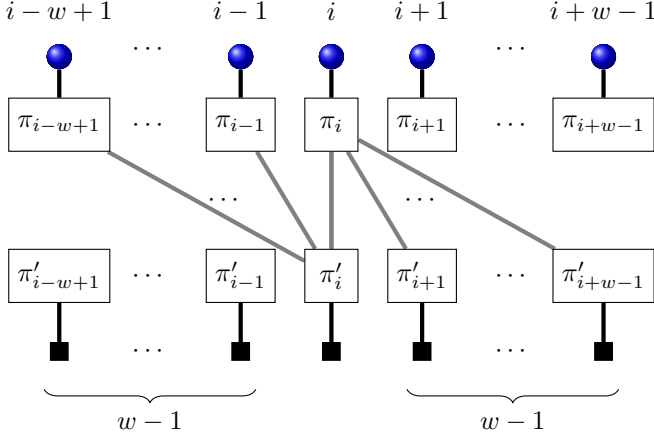 i − w + 1 ⋯ i − 1 i i + 1 ⋯ i + w − 1
π_{i−w+1} ⋯ π_{i−1} π_i π_{i+1} ⋯ π_{i+w−1}
⋯ ⋯
π′_{i−w+1} ⋯ π′_{i−1} π′_i π′_{i+1} ⋯ π′_{i+w−1}
⋯ ⋯
w − 1 w − 1